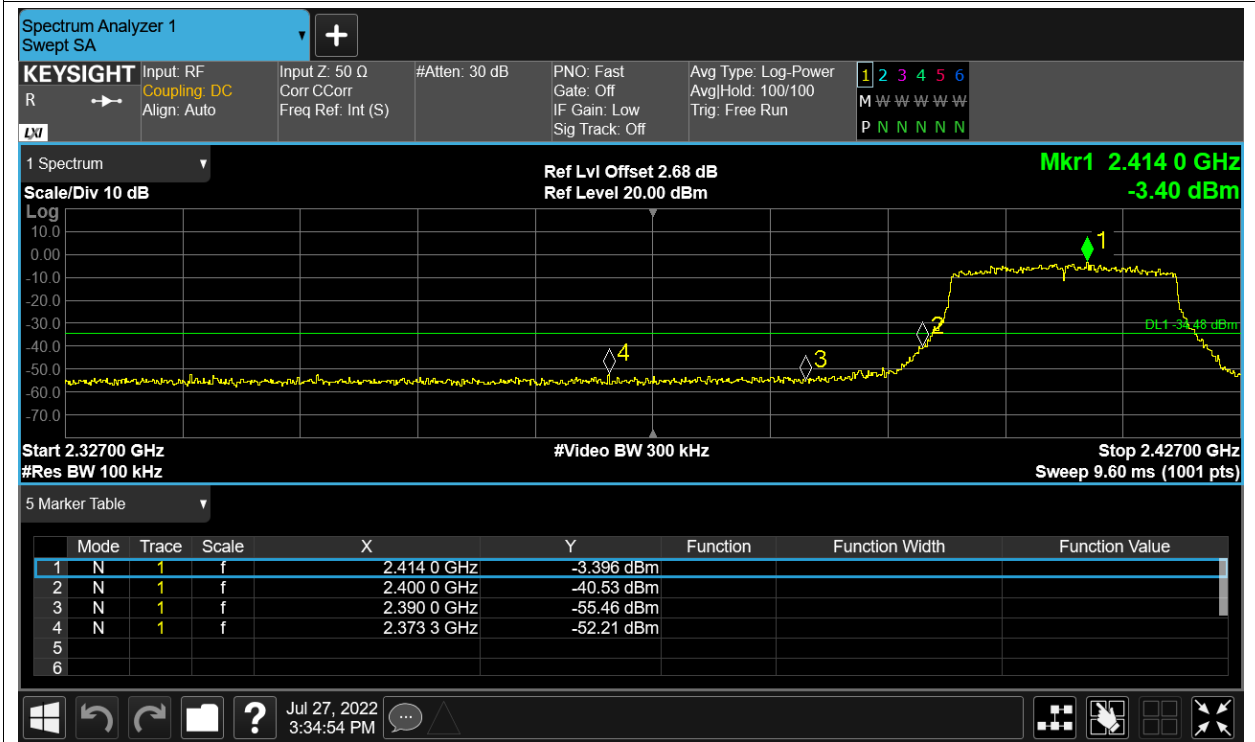 Spectrum Analyzer 1
Swept SA
+
KEYSIGHT Input: RF Input Z: 50 Ω #Atten: 30 dB PNO: Fast Avg Type: Log-Power 1 2 3 4 5 6
R Coupling: DC Corr CCorr Gate: Off Avg|Hold: 100/100 M W W W W W
Align: Auto Freq Ref: Int (S) IF Gain: Low Trig: Free Run
LXI Sig Track: Off P N N N N N
1 Spectrum Ref Lvl Offset 2.68 dB Mkr1 2.414 0 GHz
Scale/Div 10 dB Ref Level 20.00 dBm -3.40 dBm
Log
10.0
0.00
-10.0
-20.0
-30.0
-40.0
-50.0
-60.0
-70.0
1
2
3
4
DL1 -34.48 dBm
Start 2.32700 GHz #Video BW 300 kHz Stop 2.42700 GHz
#Res BW 100 kHz Sweep 9.60 ms (1001 pts)
5 Marker Table
Mode Trace Scale X Y Function Function Width Function Value
1 N 1 f 2.414 0 GHz -3.396 dBm
2 N 1 f 2.400 0 GHz -40.53 dBm
3 N 1 f 2.390 0 GHz -55.46 dBm
4 N 1 f 2.373 3 GHz -52.21 dBm
5
6
? Jul 27, 2022
3:34:54 PM